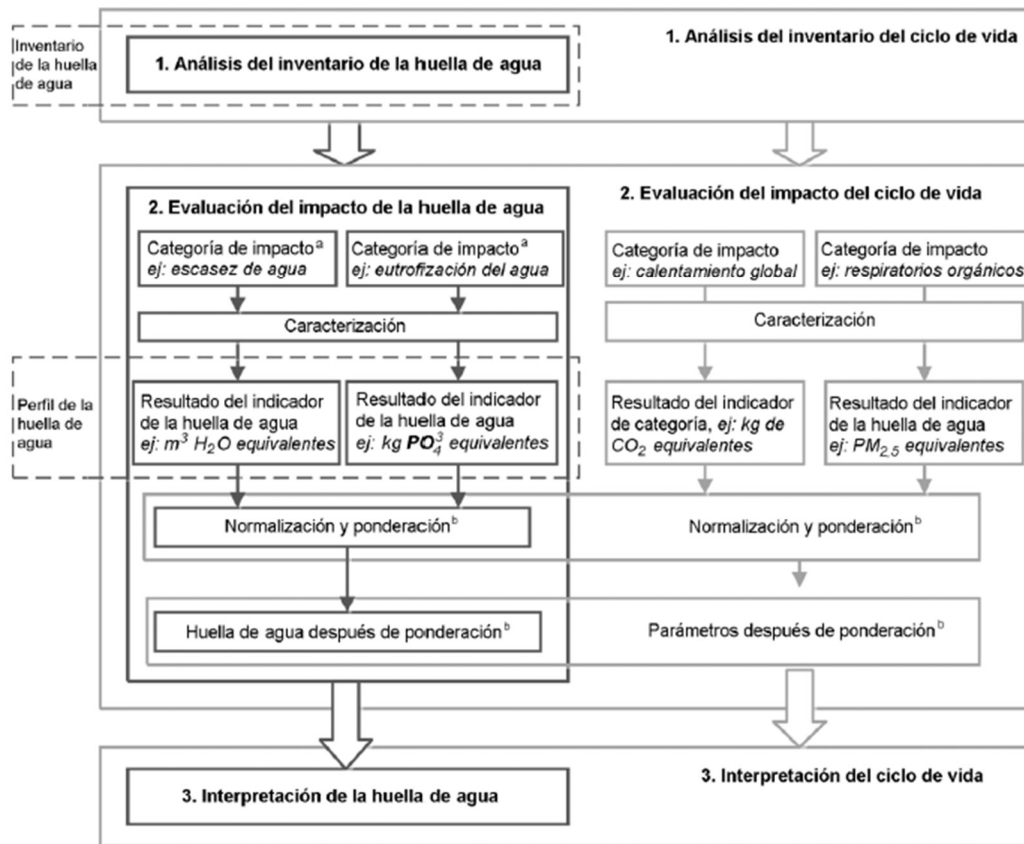 Inventario
de la huella
de agua
1. Análisis del inventario de la huella de agua
1. Análisis del inventario del ciclo de vida
2. Evaluación del impacto de la huella de agua
2. Evaluación del impacto del ciclo de vida
Categoría de impactoª
ej: escasez de agua
Categoría de impactoª
ej: eutrofización del agua
Categoría de impacto
ej: calentamiento global
Categoría de impacto
ej: respiratorios orgánicos
Caracterización
Caracterización
Perfil de la
huella de
agua
Resultado del indicador
de la huella de agua
ej: m³ H₂O equivalentes
Resultado del indicador
de la huella de agua
ej: kg PO₄³ equivalentes
Resultado del indicador
de categoría, ej: kg de
CO₂ equivalentes
Resultado del indicador
de la huella de agua
ej: PM₂,₅ equivalentes
Normalización y ponderaciónᵇ
Normalización y ponderaciónᵇ
Huella de agua después de ponderaciónᵇ
Parámetros después de ponderaciónᵇ
3. Interpretación de la huella de agua
3. Interpretación del ciclo de vida